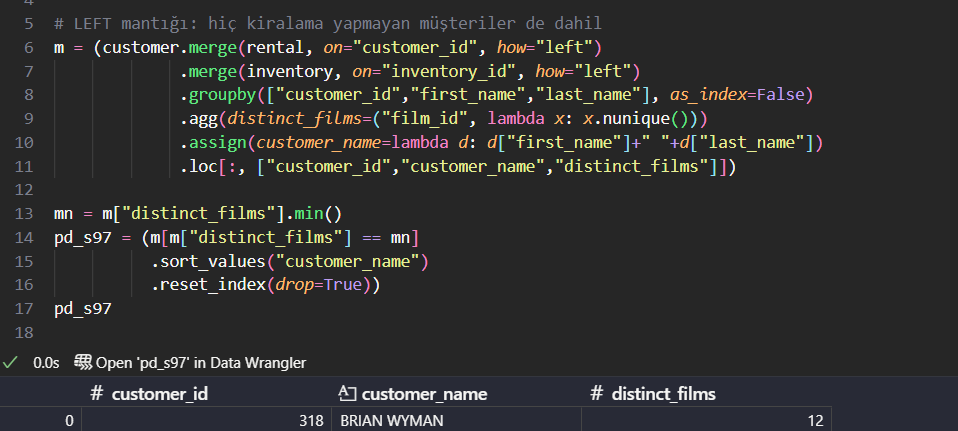 4
5 # LEFT mantığı: hiç kiralama yapmayan müşteriler de dahil
6 m = (customer.merge(rental, on="customer_id", how="left")
7 .merge(inventory, on="inventory_id", how="left")
8 .groupby(["customer_id","first_name","last_name"], as_index=False)
9 .agg(distinct_films=("film_id", lambda x: x.nunique()))
10 .assign(customer_name=lambda d: d["first_name"]+" "+d["last_name"])
11 .loc[:, ["customer_id","customer_name","distinct_films"]])
12
13 mn = m["distinct_films"].min()
14 pd_s97 = (m[m["distinct_films"] == mn]
15 .sort_values("customer_name")
16 .reset_index(drop=True))
17 pd_s97
18
0.0s Open 'pd_s97' in Data Wrangler
# customer_id A customer_name # distinct_films
0 318 BRIAN WYMAN 12